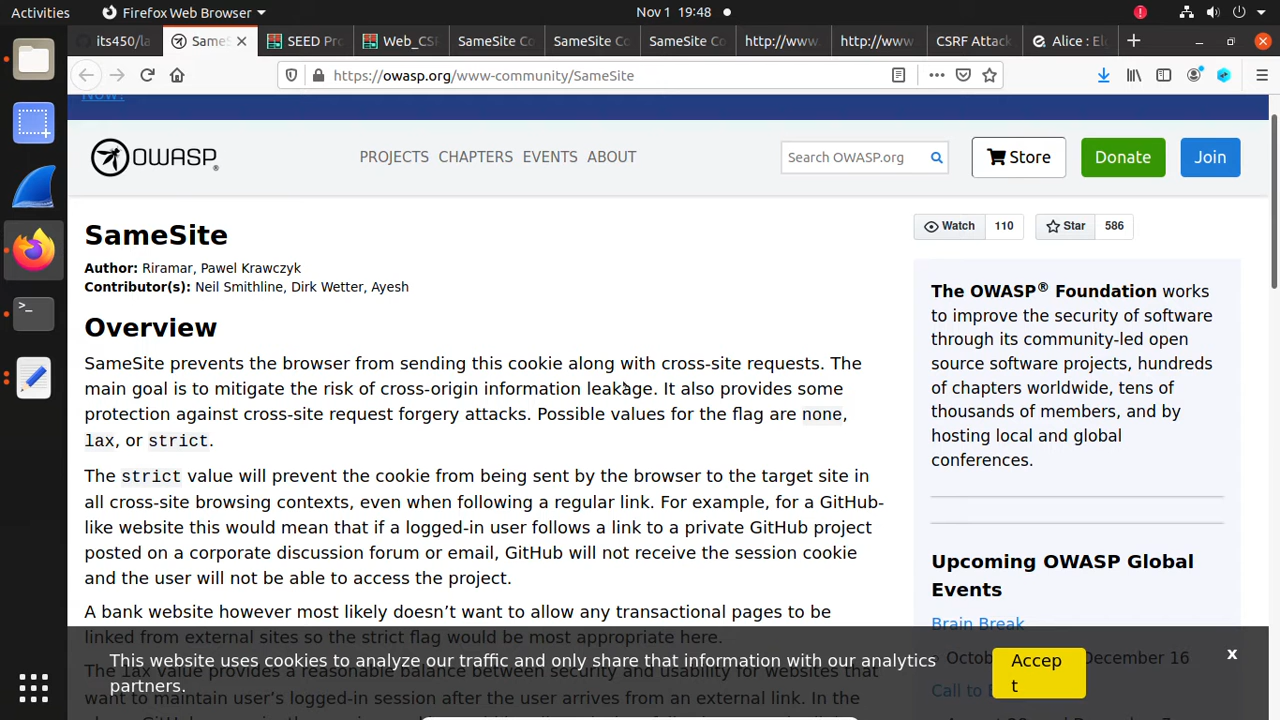 Activities
Firefox Web Browser
Nov 1 19:48
its450/la
SameS
SEED Pro
Web_CSR
SameSite Co
SameSite Co
SameSite Co
http://www.
http://www.
CSRF Attack
Alice : El
https://owasp.org/www-community/SameSite
Now!
OWASP
PROJECTS CHAPTERS EVENTS ABOUT
Search OWASP.org
Store
Donate
Join
SameSite
Watch 110
Star 586
Author: Riramar, Pawel Krawczyk
Contributor(s): Neil Smithline, Dirk Wetter, Ayesh
Overview
SameSite prevents the browser from sending this cookie along with cross-site requests. The
main goal is to mitigate the risk of cross-origin information leakage. It also provides some
protection against cross-site request forgery attacks. Possible values for the flag are none,
lax, or strict.
The strict value will prevent the cookie from being sent by the browser to the target site in
all cross-site browsing contexts, even when following a regular link. For example, for a GitHub-
like website this would mean that if a logged-in user follows a link to a private GitHub project
posted on a corporate discussion forum or email, GitHub will not receive the session cookie
and the user will not be able to access the project.
A bank website however most likely doesn’t want to allow any transactional pages to be
linked from external sites so the strict flag would be most appropriate here.
The lax value provides a reasonable balance between security and usability for websites that
want to maintain user’s logged-in session after the user arrives from an external link. In the
The OWASP® Foundation works
to improve the security of software
through its community-led open
source software projects, hundreds
of chapters worldwide, tens of
thousands of members, and by
hosting local and global
conferences.
Upcoming OWASP Global
Events
Brain Break
December 16
This website uses cookies to analyze our traffic and only share that information with our analytics
partners.
Accep
t
x